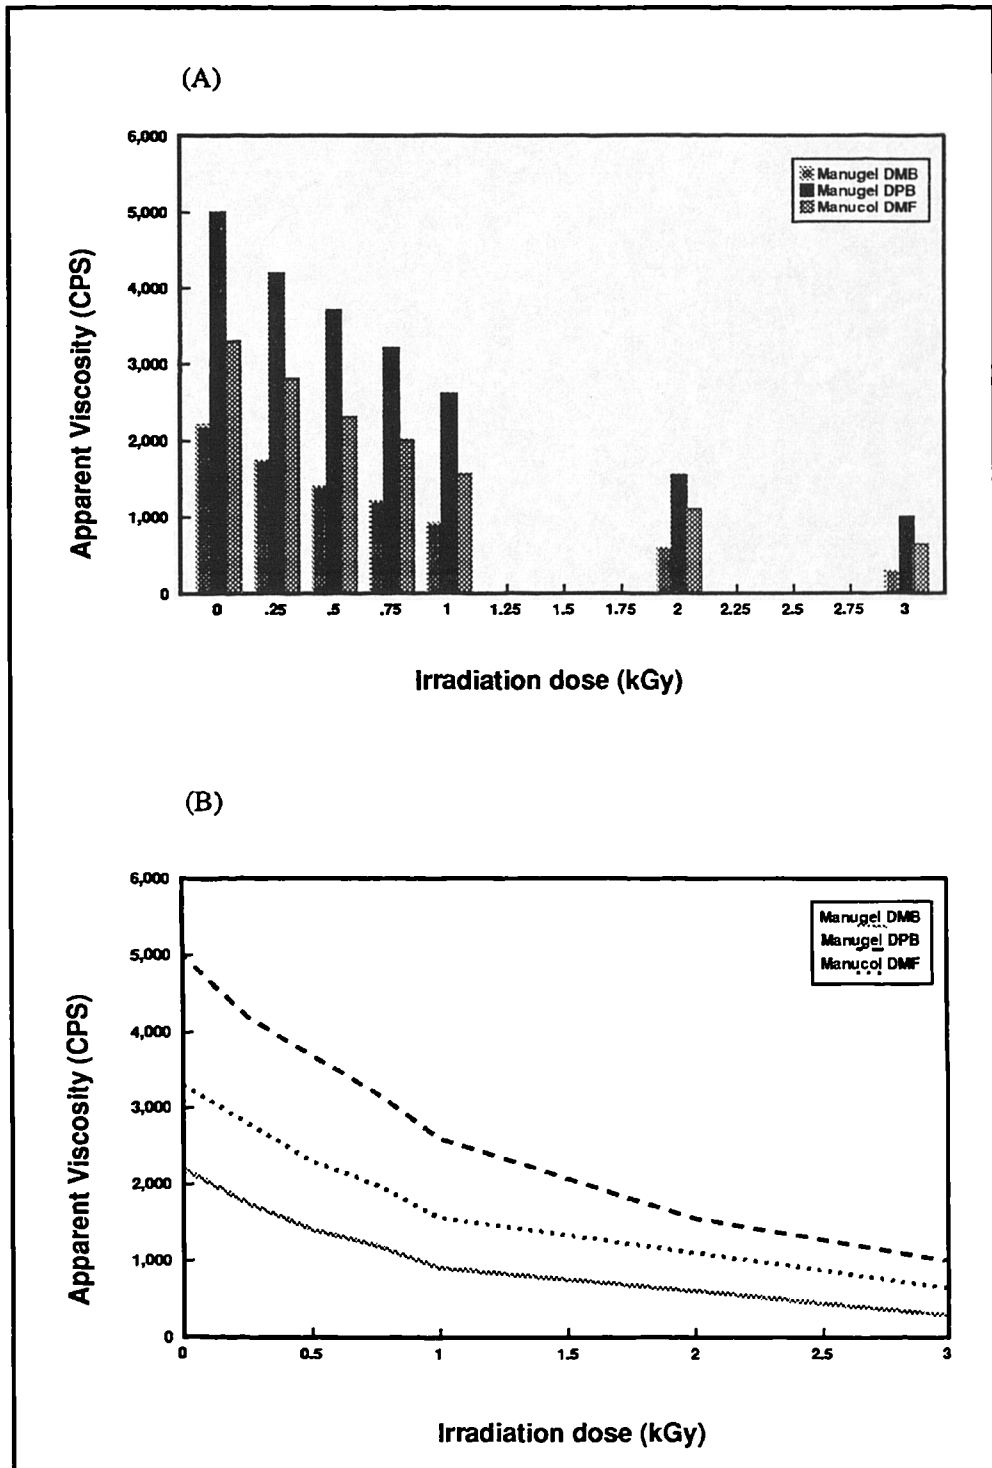 (A)
6,000
5,000
4,000
3,000
2,000
1,000
0
Apparent Viscosity (CPS)
Manugel DMB
Manugel DPB
Manucol DMF
0 .25 .5 .75 1 1.25 1.5 1.75 2 2.25 2.5 2.75 3
Irradiation dose (kGy)
(B)
6,000
5,000
4,000
3,000
2,000
1,000
0
Apparent Viscosity (CPS)
Manugel DMB
Manugel DPB
Manucol DMF
0 0.5 1 1.5 2 2.5 3
Irradiation dose (kGy)